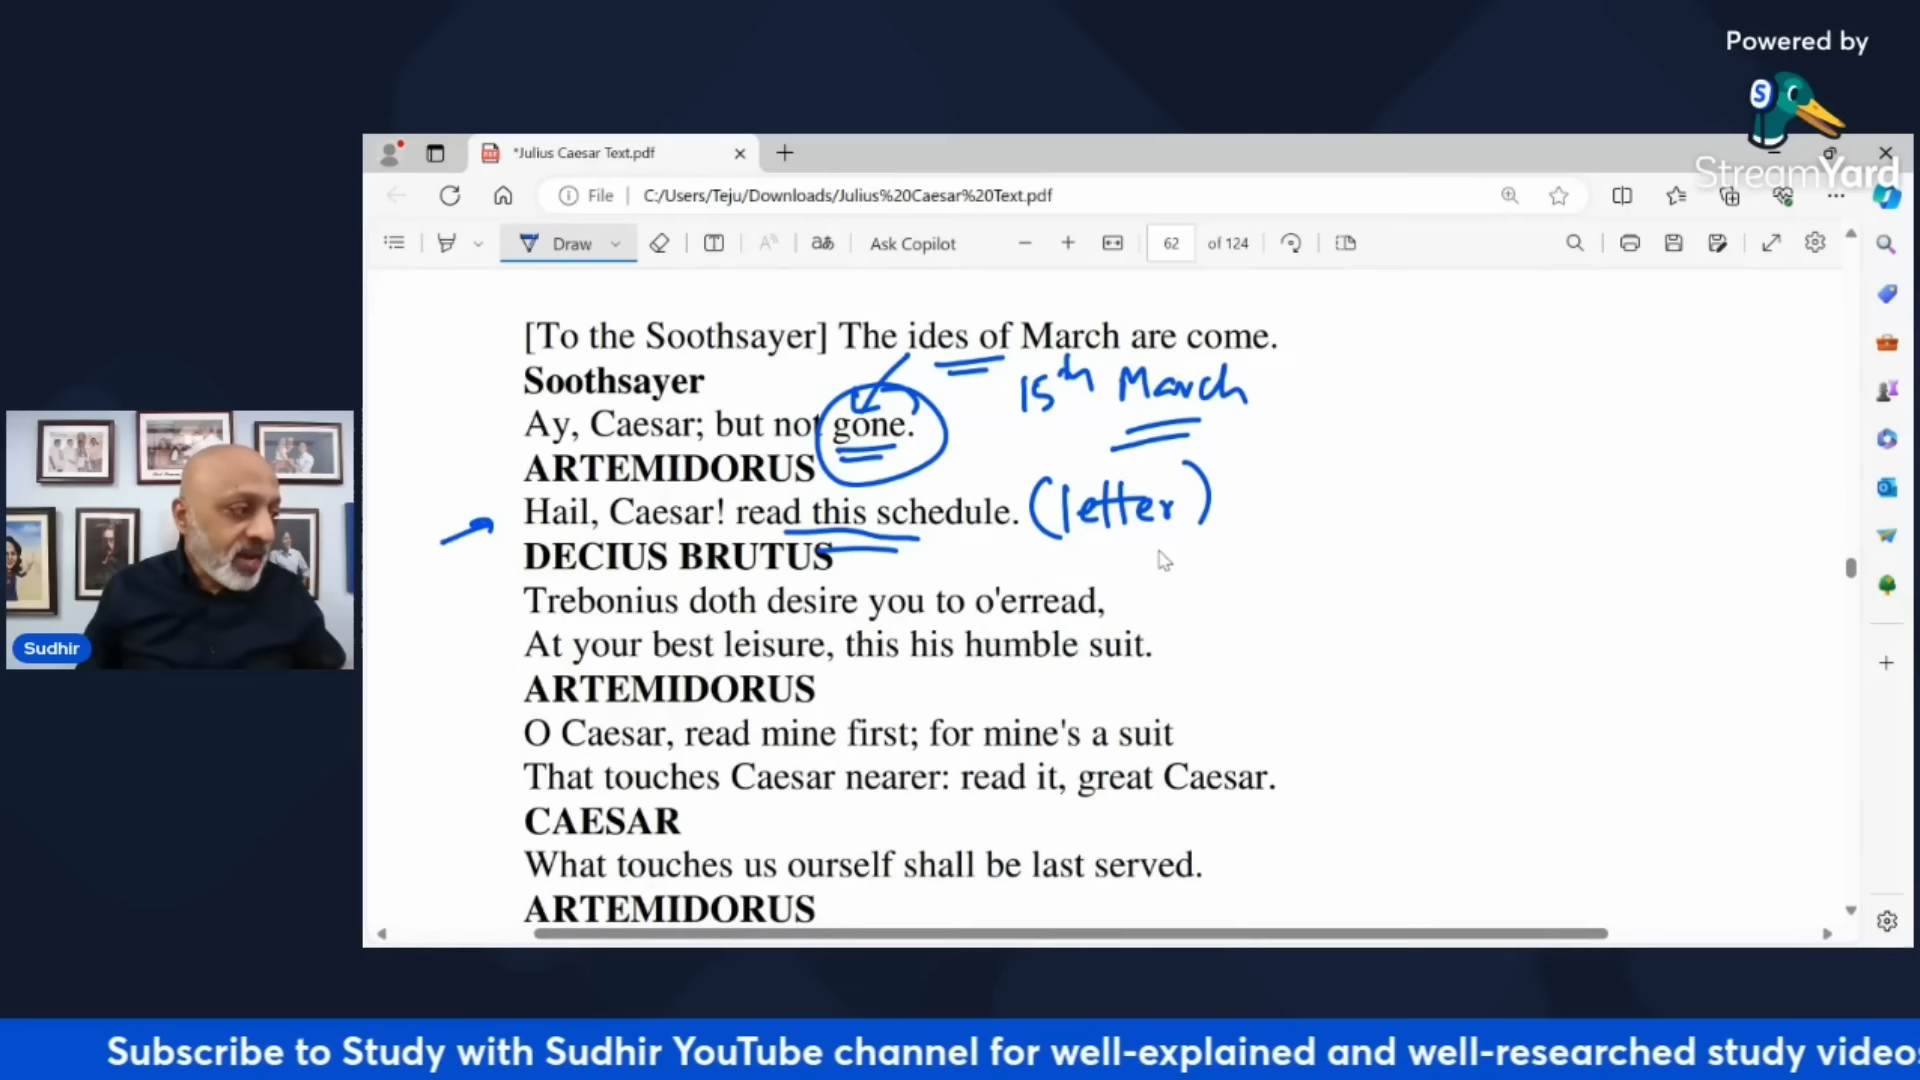 Powered by
StreamYard
*Julius Caesar Text.pdf
File
C:/Users/Teju/Downloads/Julius%20Caesar%20Text.pdf
Draw
aあ
Ask Copilot
62 of 124
[To the Soothsayer] The ides of March are come.
15th March
Soothsayer
Ay, Caesar; but not gone.
ARTEMIDORUS
Hail, Caesar! read this schedule. (letter)
DECIUS BRUTUS
Trebonius doth desire you to o'erread,
At your best leisure, this his humble suit.
ARTEMIDORUS
O Caesar, read mine first; for mine's a suit
That touches Caesar nearer: read it, great Caesar.
CAESAR
What touches us ourself shall be last served.
ARTEMIDORUS
Sudhir
Subscribe to Study with Sudhir YouTube channel for well-explained and well-researched study videos